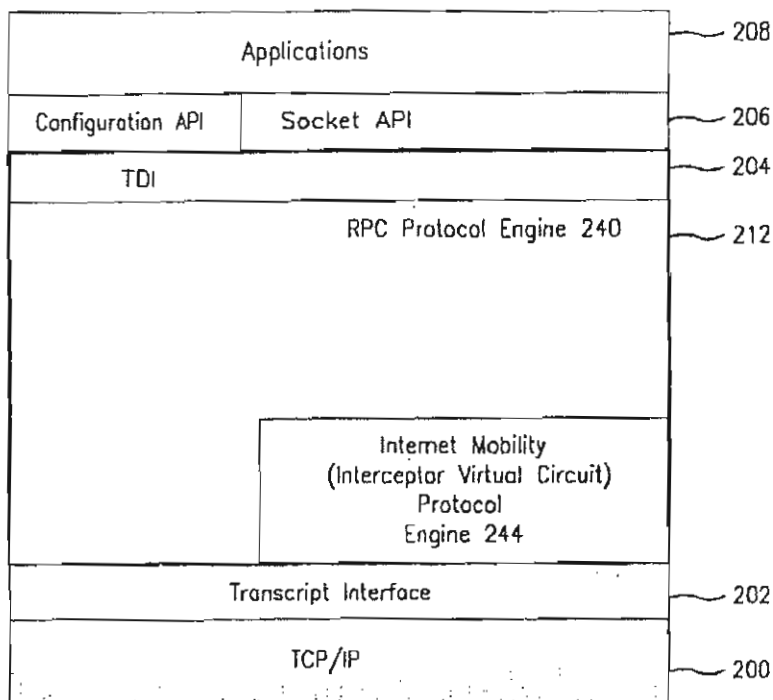 Applications
208
Configuration API
Socket API
206
TDI
204
RPC Protocol Engine 240
212
Internet Mobility
(Interceptor Virtual Circuit)
Protocol
Engine 244
Transcript Interface
202
TCP/IP
200